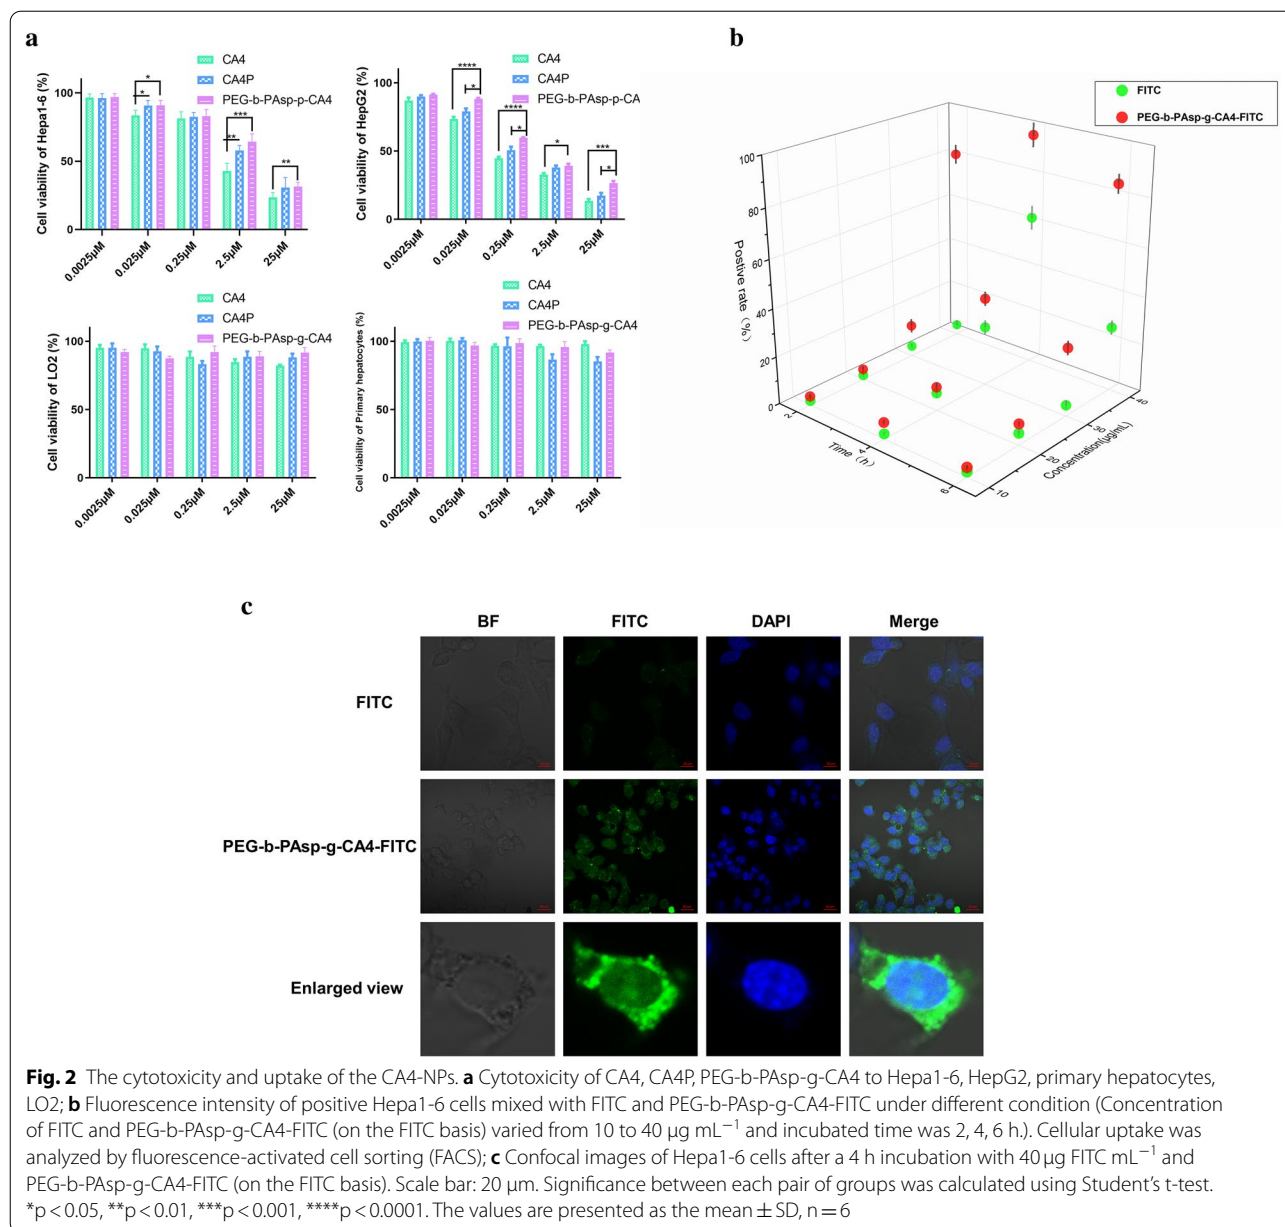 a
CA4
CA4P
PEG-b-PAsp-p-CA4
Cell viability of Hepa1-6 (%)
100
50
0
*
*
**
***
**
0.0025μM
0.025μM
0.25μM
2.5μM
25μM
CA4
CA4P
PEG-b-PAsp-p-CA
Cell viability of HepG2 (%)
100
50
0
****
*
****
*
*
***
*
0.0025μM
0.025μM
0.25μM
2.5μM
25μM
CA4
CA4P
PEG-b-PAsp-g-CA4
Cell viability of LO2 (%)
100
50
0
0.0025μM
0.025μM
0.25μM
2.5μM
25μM
CA4
CA4P
PEG-b-PAsp-g-CA4
Cell viability of Primary hepatocytes (%)
100
50
0
0.0025μM
0.025μM
0.25μM
2.5μM
25μM
b
FITC
PEG-b-PAsp-g-CA4-FITC
Postive rate (%)
100
80
60
40
20
0
2
4
6
Time (h)
10
20
30
40
Concentration(μg/mL)
c
BF FITC DAPI Merge
FITC
PEG-b-PAsp-g-CA4-FITC
Enlarged view
Fig. 2 The cytotoxicity and uptake of the CA4-NPs. a Cytotoxicity of CA4, CA4P, PEG-b-PAsp-g-CA4 to Hepa1-6, HepG2, primary hepatocytes,
LO2; b Fluorescence intensity of positive Hepa1-6 cells mixed with FITC and PEG-b-PAsp-g-CA4-FITC under different condition (Concentration
of FITC and PEG-b-PAsp-g-CA4-FITC (on the FITC basis) varied from 10 to 40 μg mL⁻¹ and incubated time was 2, 4, 6 h.). Cellular uptake was
analyzed by fluorescence-activated cell sorting (FACS); c Confocal images of Hepa1-6 cells after a 4 h incubation with 40 μg FITC mL⁻¹ and
PEG-b-PAsp-g-CA4-FITC (on the FITC basis). Scale bar: 20 μm. Significance between each pair of groups was calculated using Student's t-test.
*p < 0.05, **p < 0.01, ***p < 0.001, ****p < 0.0001. The values are presented as the mean ± SD, n = 6